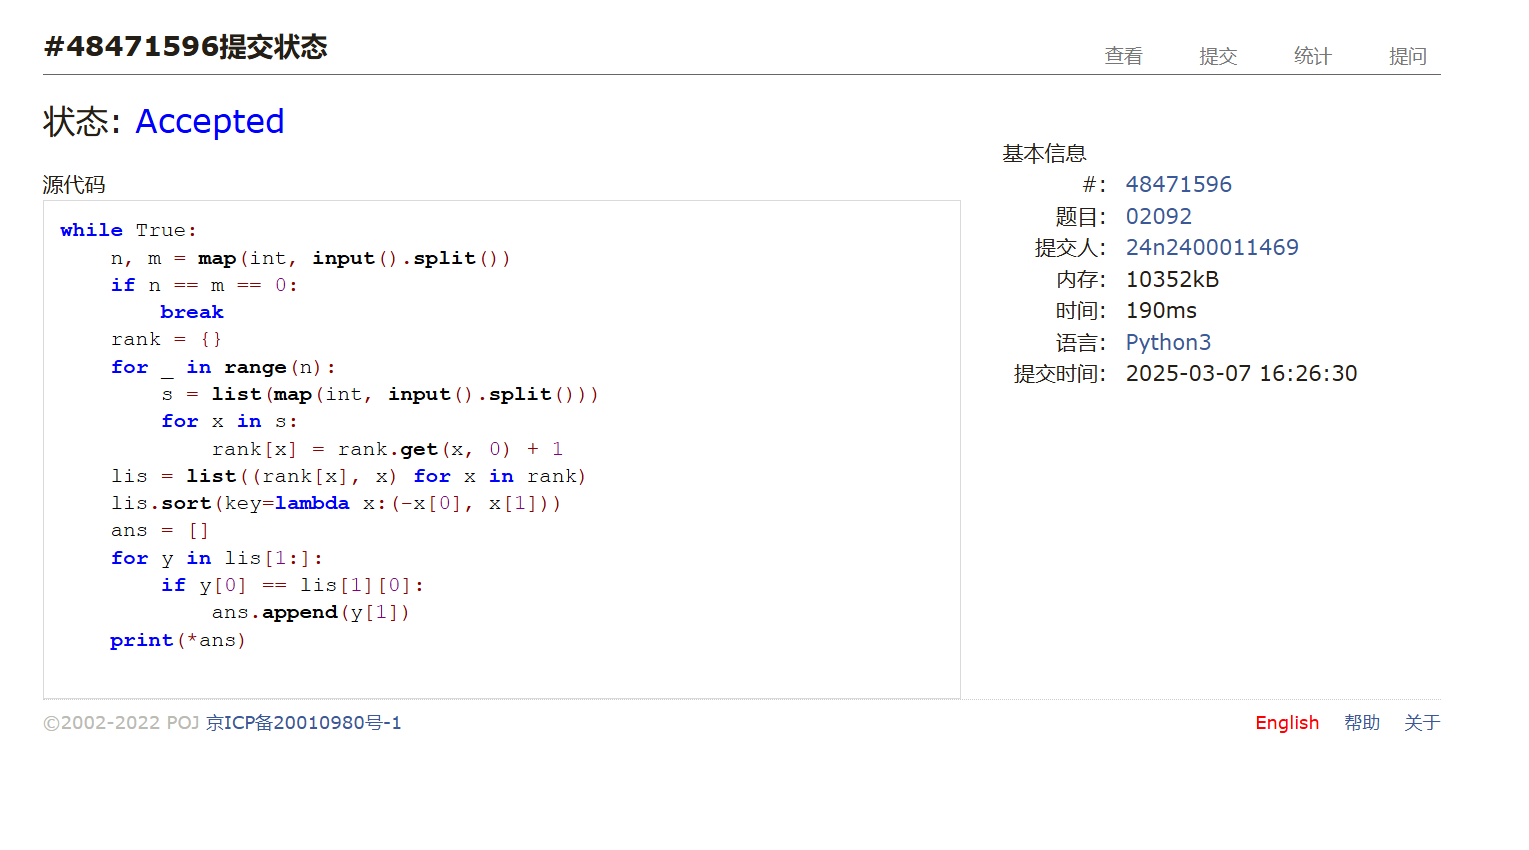 #48471596提交状态
查看 提交 统计 提问
状态: Accepted
源代码
while True:
    n, m = map(int, input().split())
    if n == m == 0:
        break
    rank = {}
    for _ in range(n):
        s = list(map(int, input().split()))
        for x in s:
            rank[x] = rank.get(x, 0) + 1
    lis = list((rank[x], x) for x in rank)
    lis.sort(key=lambda x:(-x[0], x[1]))
    ans = []
    for y in lis[1:]:
        if y[0] == lis[1][0]:
            ans.append(y[1])
    print(*ans)
基本信息
#: 48471596
题目: 02092
提交人: 24n2400011469
内存: 10352kB
时间: 190ms
语言: Python3
提交时间: 2025-03-07 16:26:30
©2002-2022 POJ 京ICP备20010980号-1
English 帮助 关于